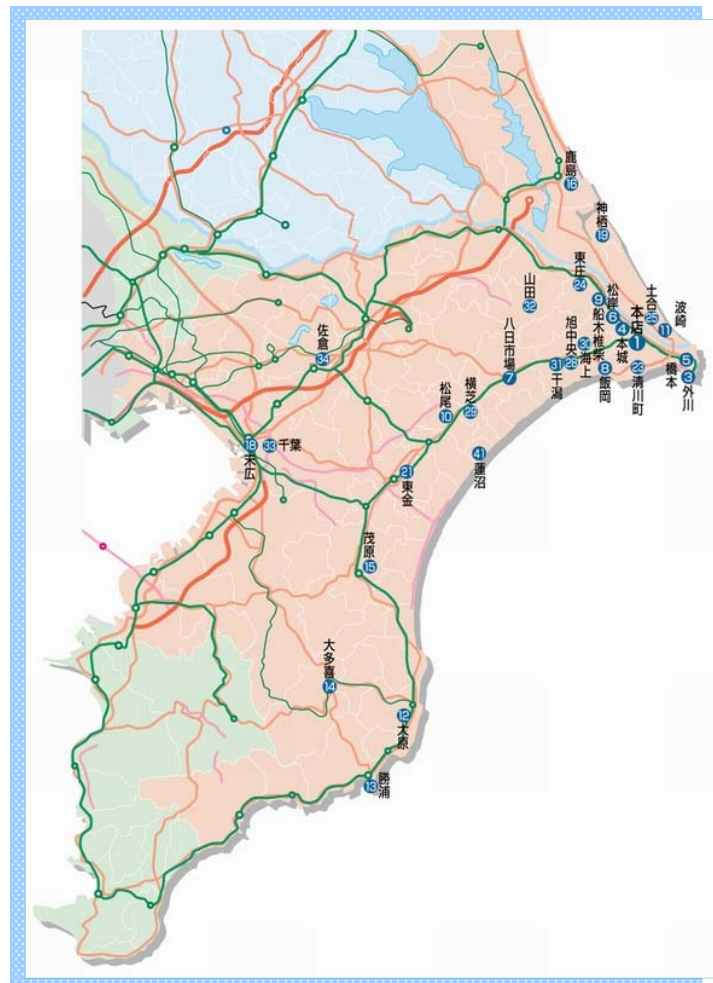 鹿島
16
神栖
19
東庄
24
山田
32
松岸
6
9
船木椎柴
土合
25
波崎
11
本店
1
4
本城
旭中央
28
30
海上
八日市場
7
31
干潟
8
飯岡
23
清川町
5
橋本
3
外川
佐倉
34
松尾
10
横芝
29
18
末広
33
千葉
41
蓮沼
21
東金
茂原
15
大多喜
14
12
大原
勝浦
13